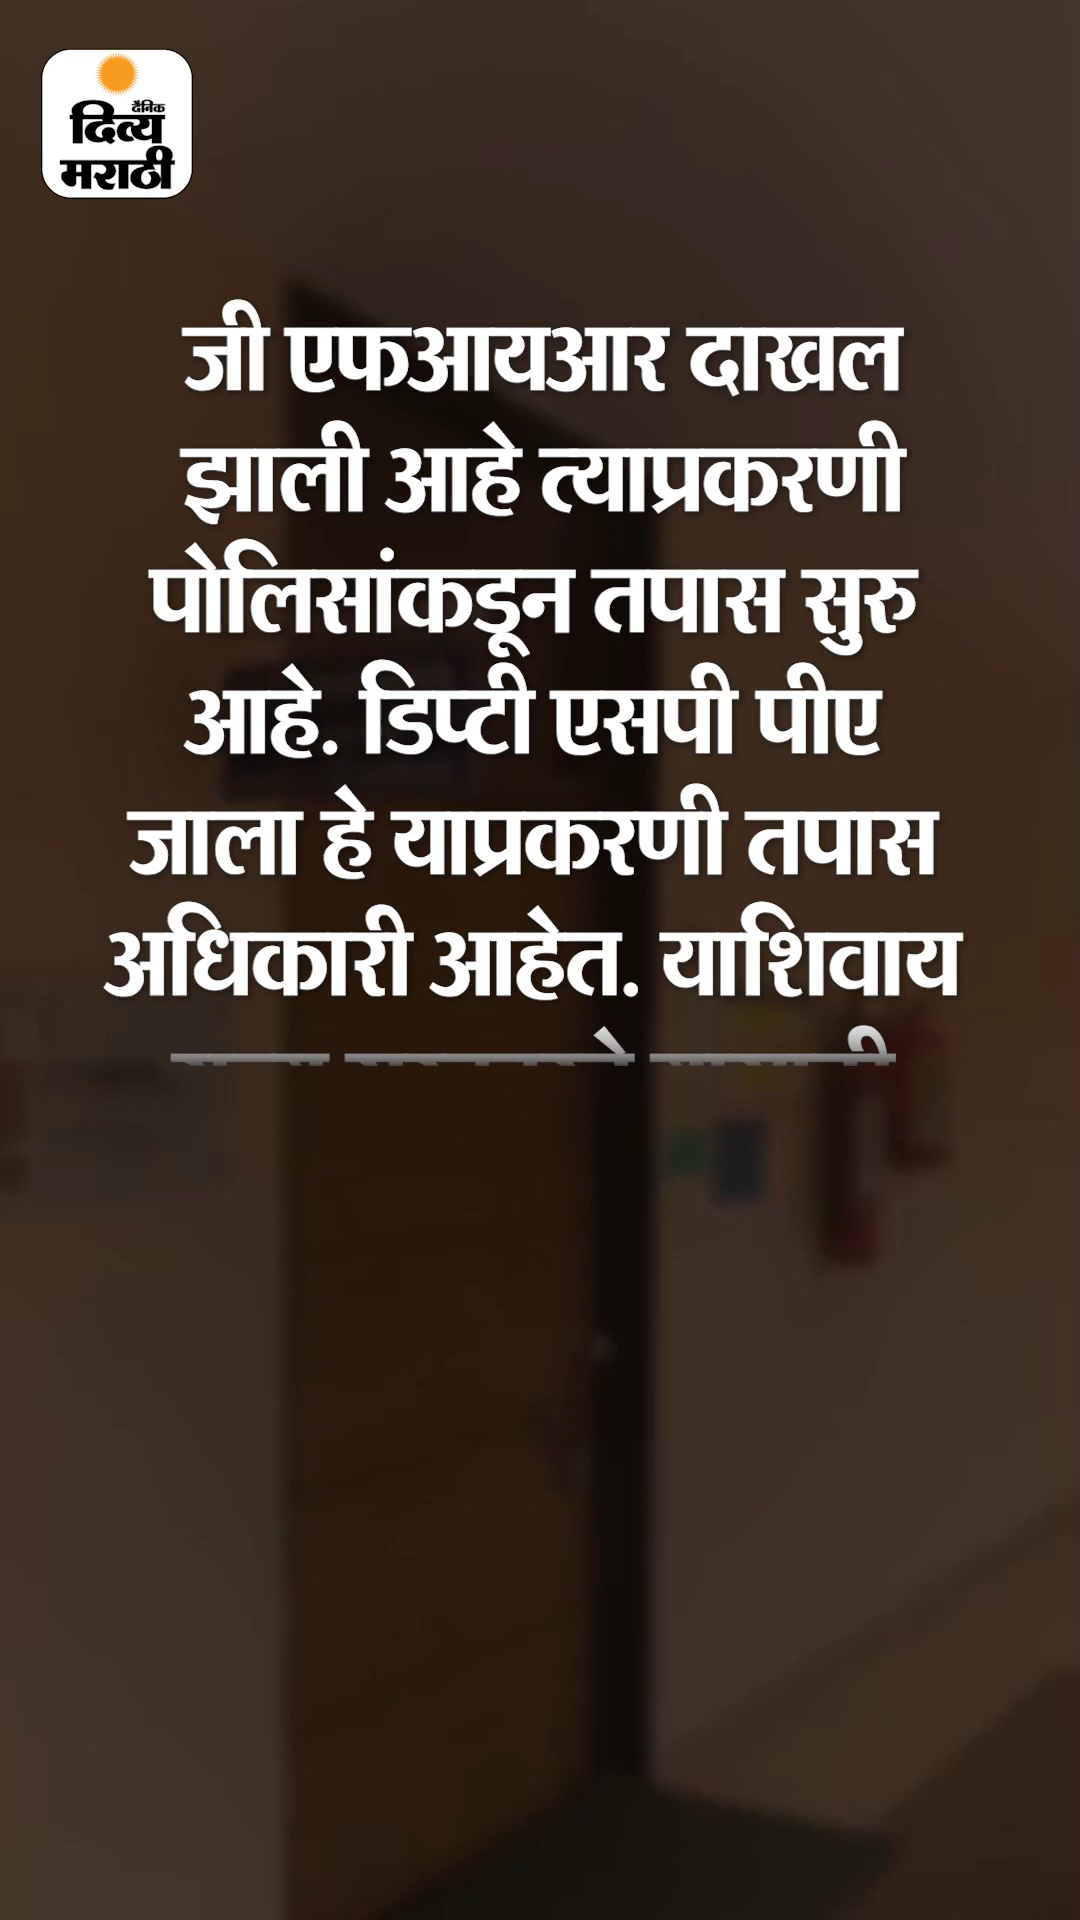 दैनिक
दिव्य
मराठी
जी एफआयआर दाखल
झाली आहे त्याप्रकरणी
पोलिसांकडून तपास सुरु
आहे. डिप्टी एसपी पीए
जाला हे याप्रकरणी तपास
अधिकारी आहेत. याशिवाय